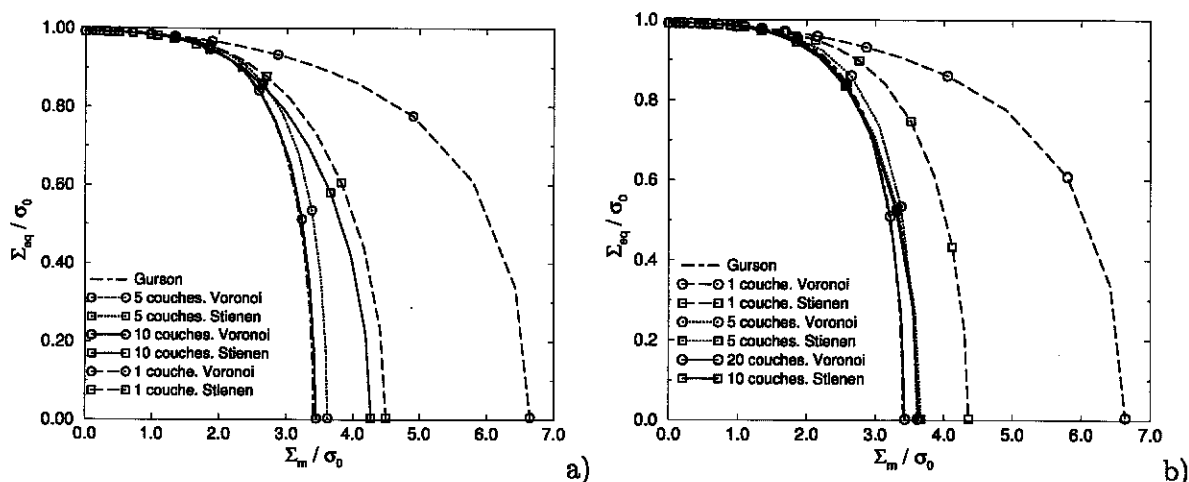 1.00
0.80
0.60
0.40
0.20
0.00
Σeq / σ0
Gurson
5 couches. Voronoi
5 couches. Stienen
10 couches. Voronoi
10 couches. Stienen
1 couche. Voronoi
1 couche. Stienen
0.0 1.0 2.0 3.0 4.0 5.0 6.0 7.0
Σm / σ0
a)
1.0
0.80
0.60
0.40
0.20
0.0
Σeq / σ0
Gurson
1 couche. Voronoi
1 couche. Stienen
5 couches. Voronoi
5 couches. Stienen
20 couches. Voronoi
10 couches. Stienen
0.0 1.0 2.0 3.0 4.0 5.0 6.0 7.0
Σm / σ0
b)